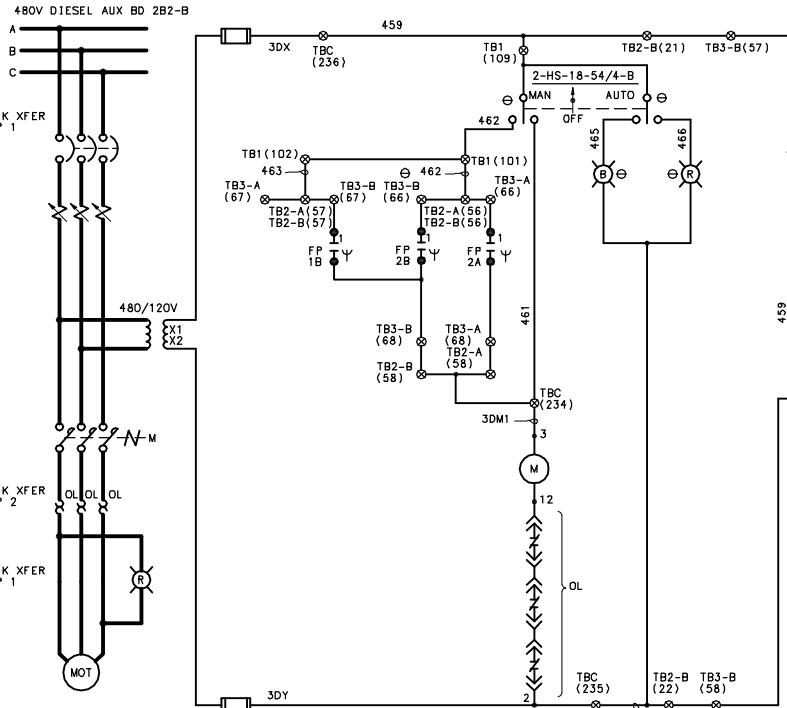 480V DIESEL AUX BD 2B2-B
A
B
C
K XFER
P 1
480/120V
X1
X2
M
K XFER
P 2
OL OL OL
K XFER
P 1
R
MOT
459
3DX
TBC
(236)
TB1
(109)
TB2-B(21)
TB3-B(57)
2-HS-18-54/4-B
MAN
AUTO
OFF
462
465
466
B
R
TB1(102)
TB1(101)
463
462
TB3-A
(67)
TB3-B
(67)
TB3-B
(66)
TB3-A
(66)
TB2-A(57)
TB2-B(57)
TB2-A(56)
TB2-B(56)
1
1
1
FP
1B
FP
2B
FP
2A
461
459
TB3-B
(68)
TB3-A
(68)
TB2-B
(58)
TB2-A
(58)
TBC
(234)
3DM1
3
M
12
OL
2
3DY
TBC
(235)
TB2-B
(22)
TB3-B
(58)